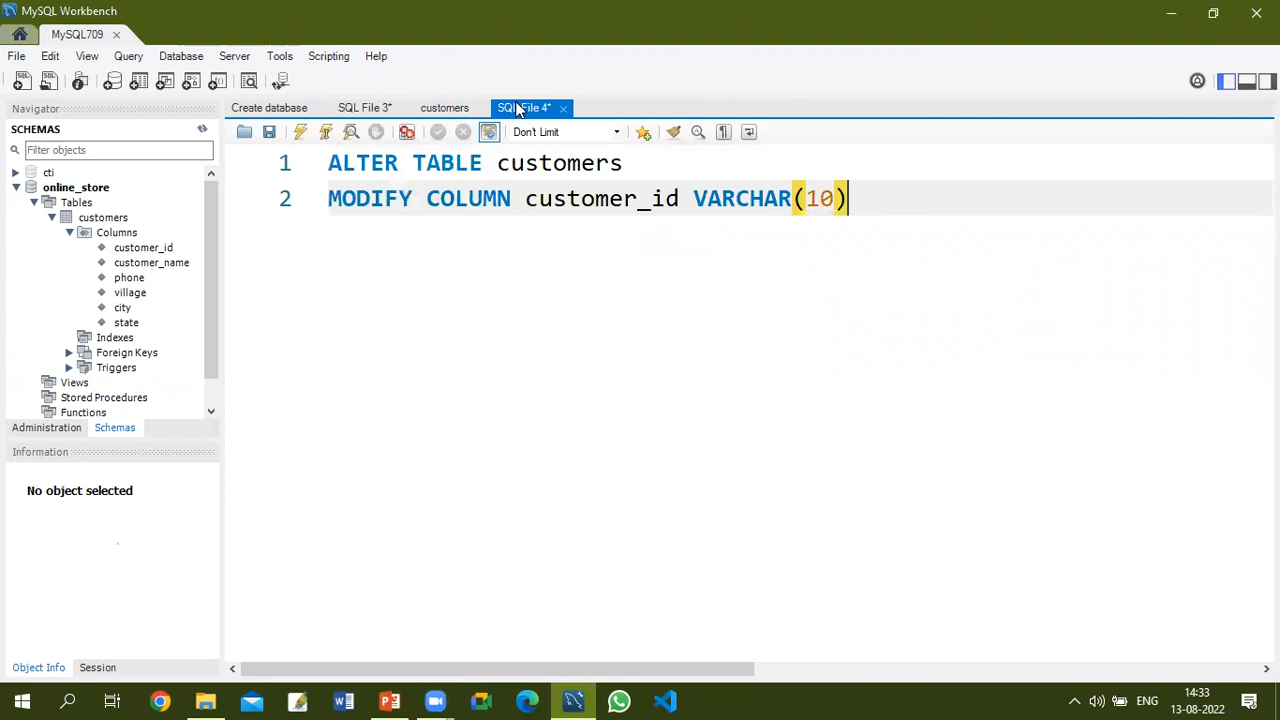 MySQL Workbench
MySQL709
File Edit View Query Database Server Tools Scripting Help
Navigator
SCHEMAS
Filter objects
cti
online_store
Tables
customers
Columns
customer_id
customer_name
phone
village
city
state
Indexes
Foreign Keys
Triggers
Views
Stored Procedures
Functions
Administration Schemas
Information
No object selected
Object Info Session
Create database SQL File 3* customers SQL File 4*
Don't Limit
1 ALTER TABLE customers
2 MODIFY COLUMN customer_id VARCHAR(10)
ENG
14:33
13-08-2022